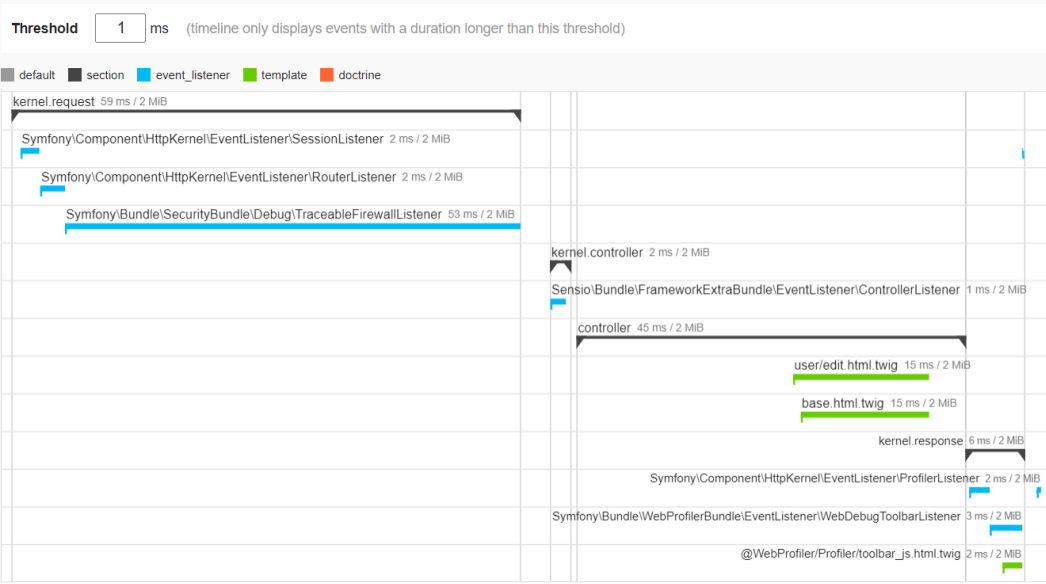 Threshold 1 ms (timeline only displays events with a duration longer than this threshold)
default section event_listener template doctrine
kernel.request 59 ms / 2 MiB
Symfony\Component\HttpKernel\EventListener\SessionListener 2 ms / 2 MiB
Symfony\Component\HttpKernel\EventListener\RouterListener 2 ms / 2 MiB
Symfony\Bundle\SecurityBundle\Debug\TraceableFirewallListener 53 ms / 2 MiB
kernel.controller 2 ms / 2 MiB
Sensio\Bundle\FrameworkExtraBundle\EventListener\ControllerListener 1 ms / 2 MiB
controller 45 ms / 2 MiB
user/edit.html.twig 15 ms / 2 MiB
base.html.twig 15 ms / 2 MiB
kernel.response 6 ms / 2 MiB
Symfony\Component\HttpKernel\EventListener\ProfilerListener 2 ms / 2 MiB
Symfony\Bundle\WebProfilerBundle\EventListener\WebDebugToolbarListener 3 ms / 2 MiB
@WebProfiler/Profiler/toolbar_js.html.twig 2 ms / 2 MiB